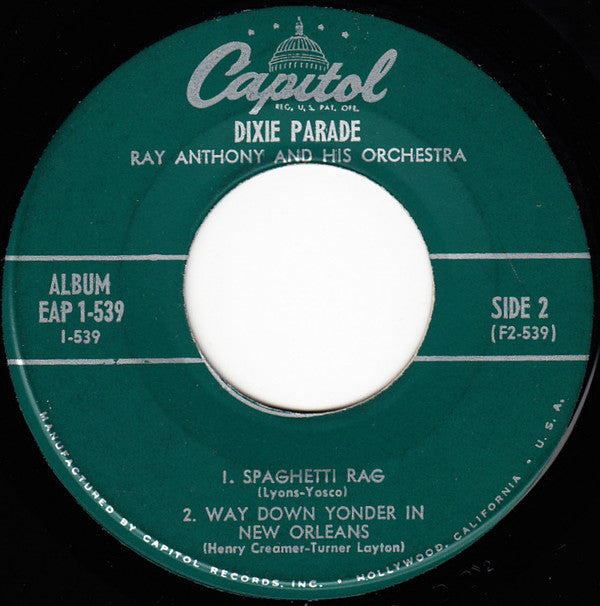 Capitol
REG. U.S. PAT. OFF.
DIXIE PARADE
RAY ANTHONY AND HIS ORCHESTRA
ALBUM
EAP 1-539
1-539
SIDE 2
(F2-539)
1. SPAGHETTI RAG
(Lyons-Yosco)
2. WAY DOWN YONDER IN
NEW ORLEANS
(Henry Creamer-Turner Layton)
MANUFACTURED BY CAPITOL RECORDS, INC. • HOLLYWOOD, CALIFORNIA • U.S.A.